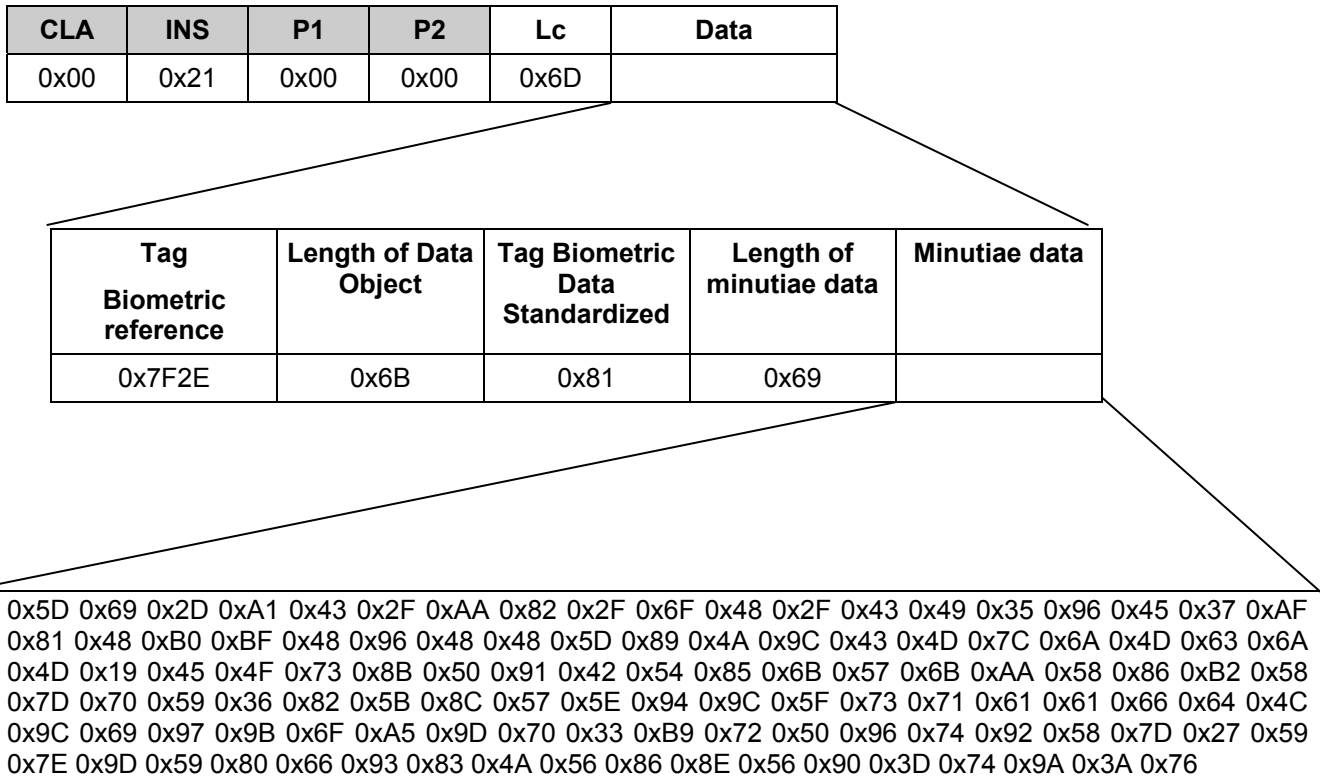 CLA INS P1 P2 Lc Data
0x00 0x21 0x00 0x00 0x6D
Tag Length of Data Tag Biometric Length of Minutiae data
Biometric Object Data minutiae data
reference Standardized
0x7F2E 0x6B 0x81 0x69
0x5D 0x69 0x2D 0xA1 0x43 0x2F 0xAA 0x82 0x2F 0x6F 0x48 0x2F 0x43 0x49 0x35 0x96 0x45 0x37 0xAF
0x81 0x48 0xB0 0xBF 0x48 0x96 0x48 0x48 0x5D 0x89 0x4A 0x9C 0x43 0x4D 0x7C 0x6A 0x4D 0x63 0x6A
0x4D 0x19 0x45 0x4F 0x73 0x8B 0x50 0x91 0x42 0x54 0x85 0x6B 0x57 0x6B 0xAA 0x58 0x86 0xB2 0x58
0x7D 0x70 0x59 0x36 0x82 0x5B 0x8C 0x57 0x5E 0x94 0x9C 0x5F 0x73 0x71 0x61 0x61 0x66 0x64 0x4C
0x9C 0x69 0x97 0x9B 0x6F 0xA5 0x9D 0x70 0x33 0xB9 0x72 0x50 0x96 0x74 0x92 0x58 0x7D 0x27 0x59
0x7E 0x9D 0x59 0x80 0x66 0x93 0x83 0x4A 0x56 0x86 0x8E 0x56 0x90 0x3D 0x74 0x9A 0x3A 0x76